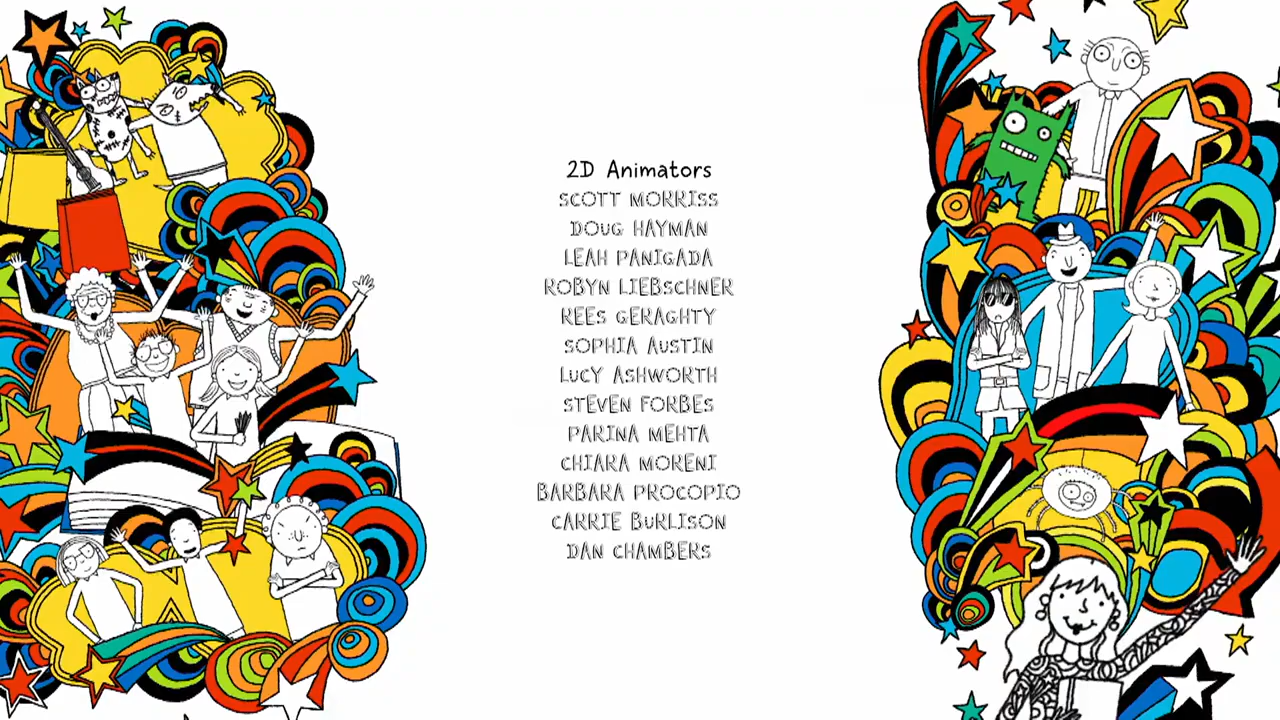 2D Animators
SCOTT MORRISS
DOUG HAYMAN
LEAH PANIGADA
ROBYN LIEBSCHNER
REES GERAGHTY
SOPHIA AUSTIN
LUCY ASHWORTH
STEVEN FORBES
PARINA MEHTA
CHIARA MORENI
BARBARA PROCOPIO
CARRIE BURLISON
DAN CHAMBERS